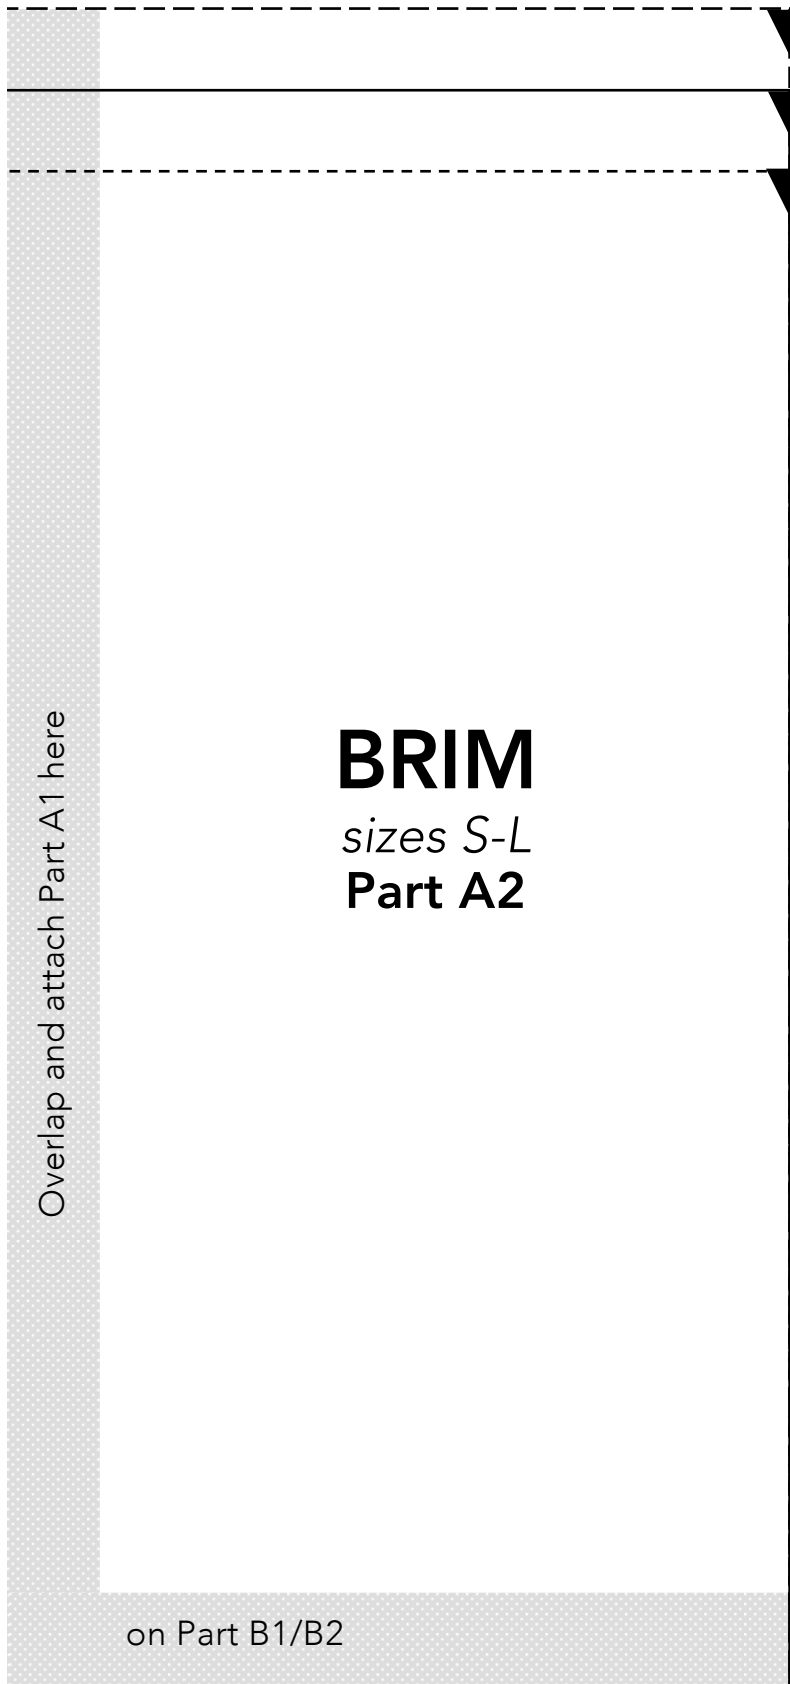 BRIM
sizes S-L
Part A2
Overlap and attach Part A1 here
on Part B1/B2